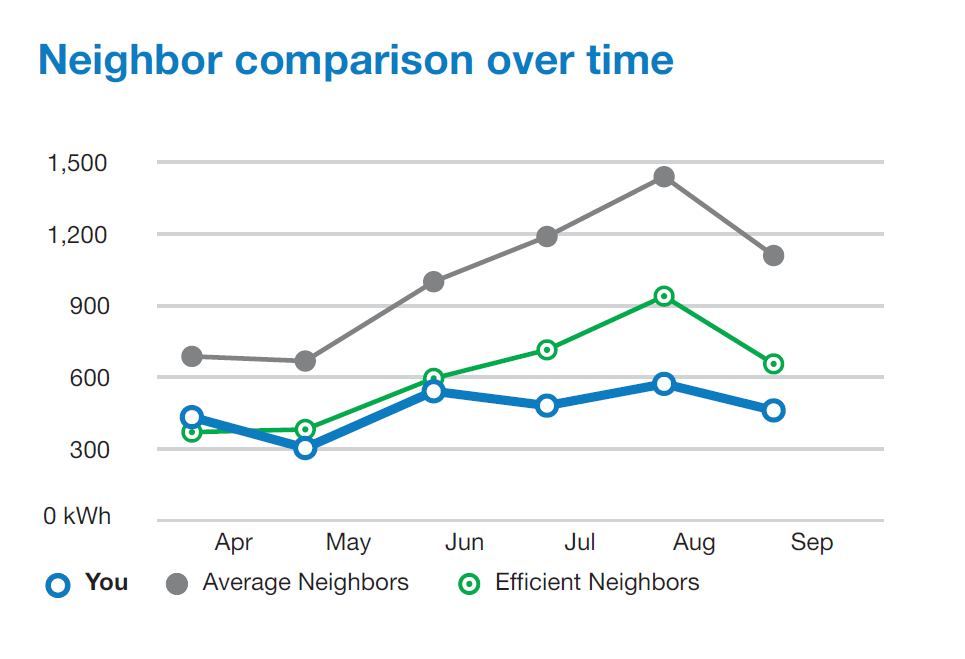 Neighbor comparison over time
1,500
1,200
900
600
300
0 kWh
Apr May Jun Jul Aug Sep
You Average Neighbors Efficient Neighbors